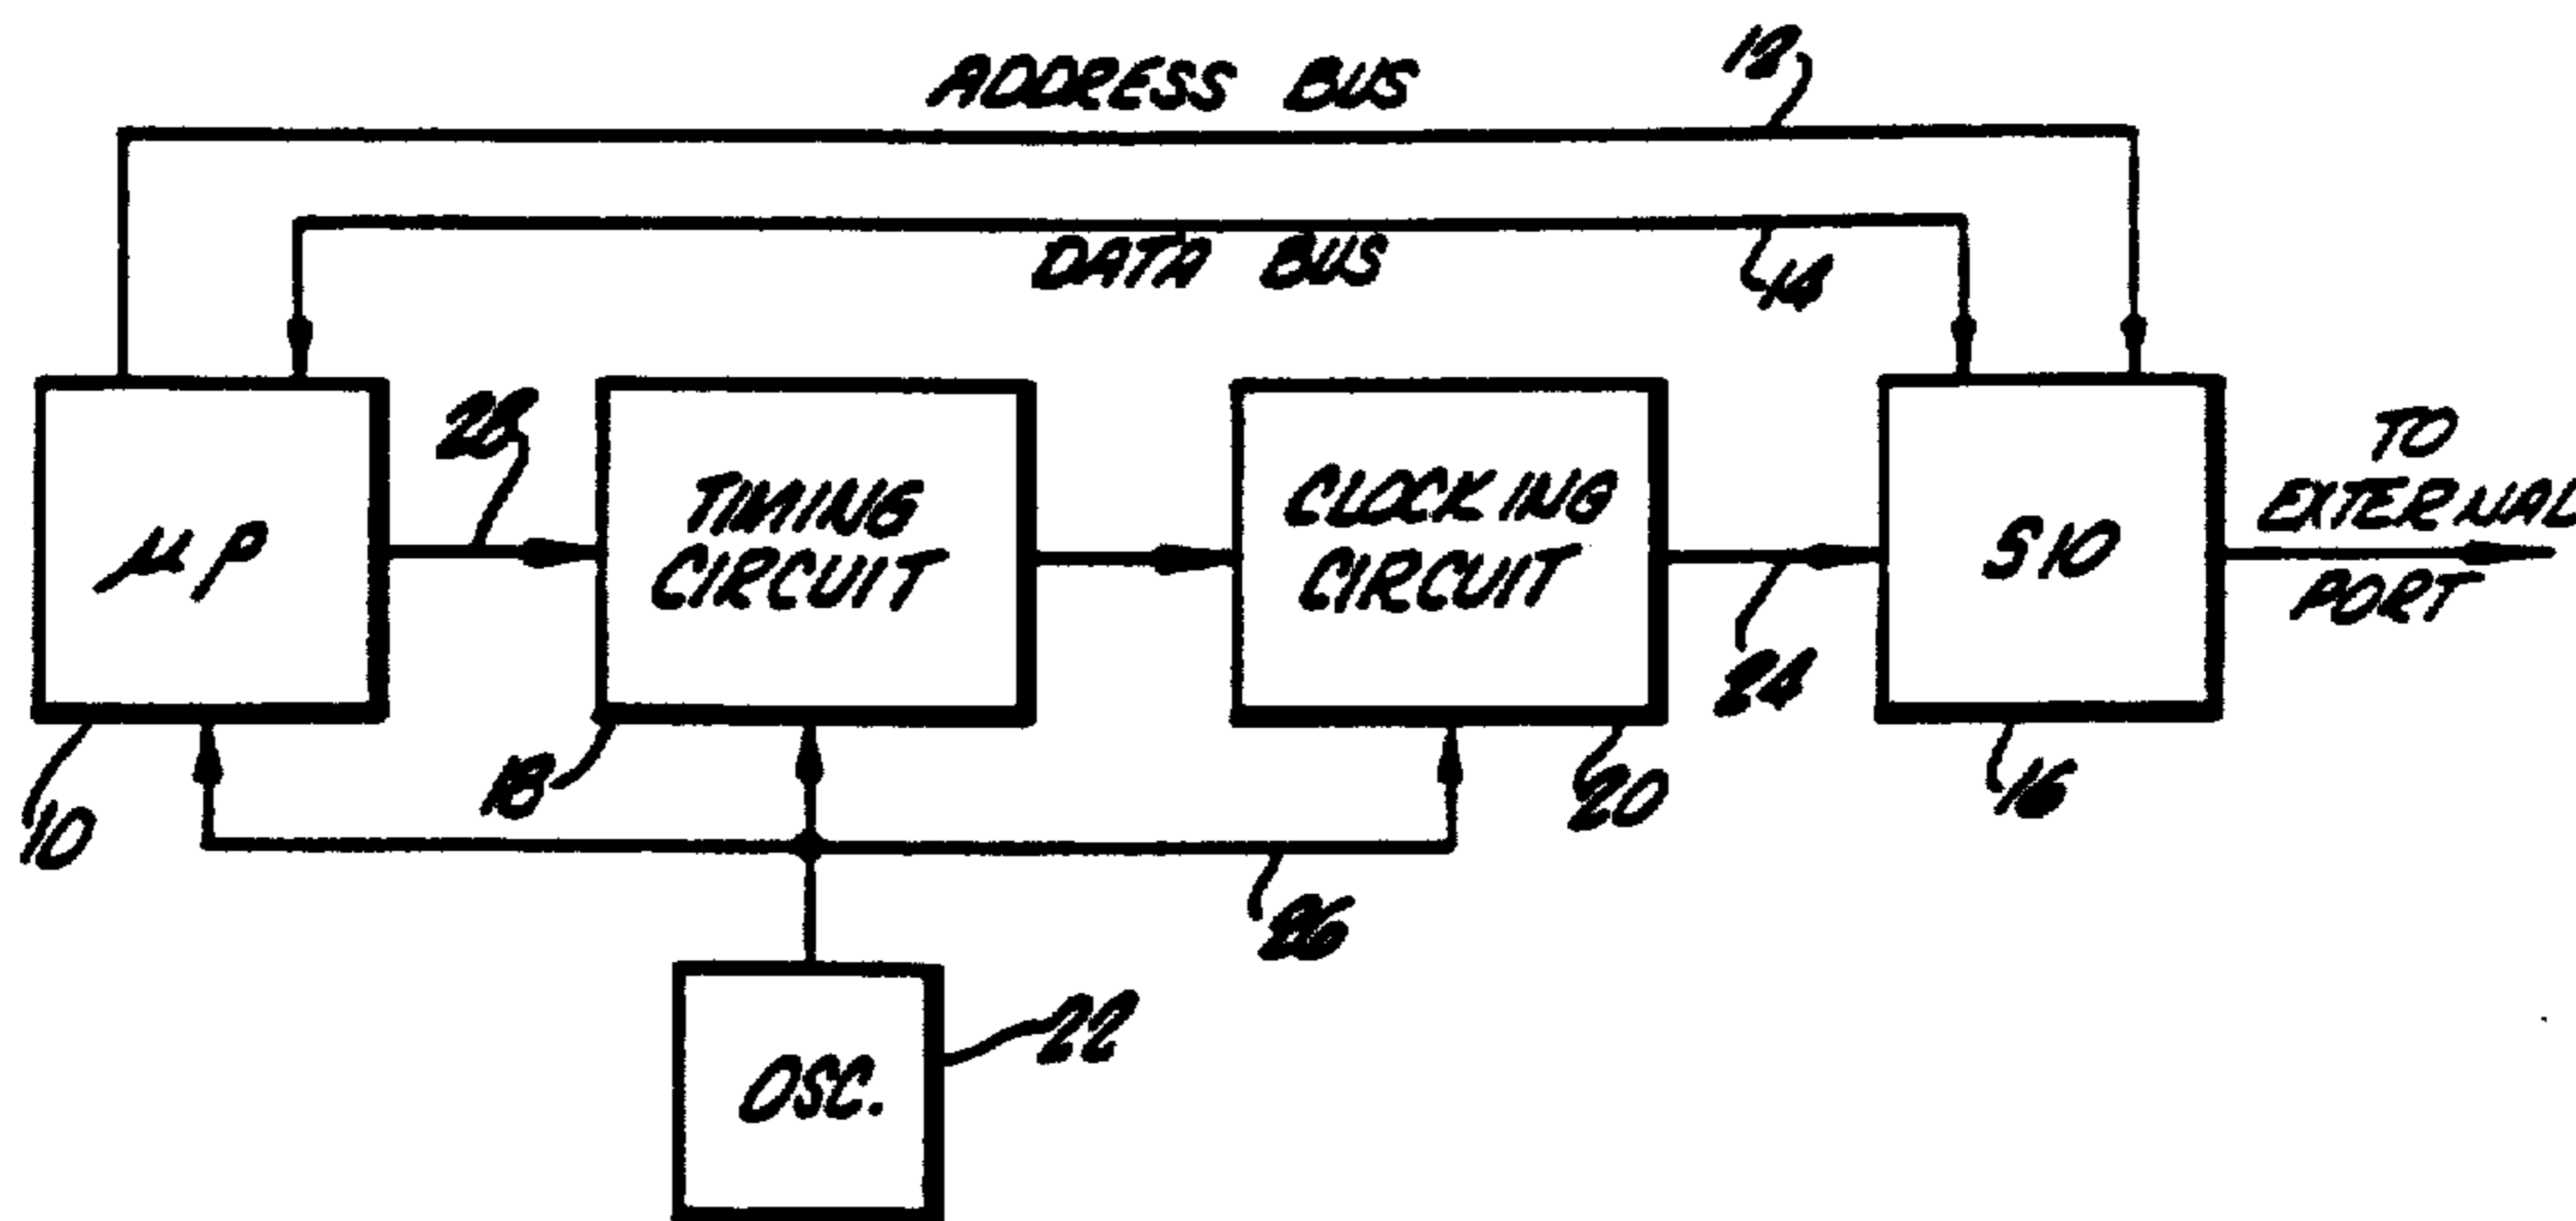 ADDRESS BUS
12
DATA BUS
14
28
μP
TIMING
CIRCUIT
CLOCKING
CIRCUIT
24
SIO
TO
EXTERNAL
PORT
10
18
20
16
26
OSC.
22